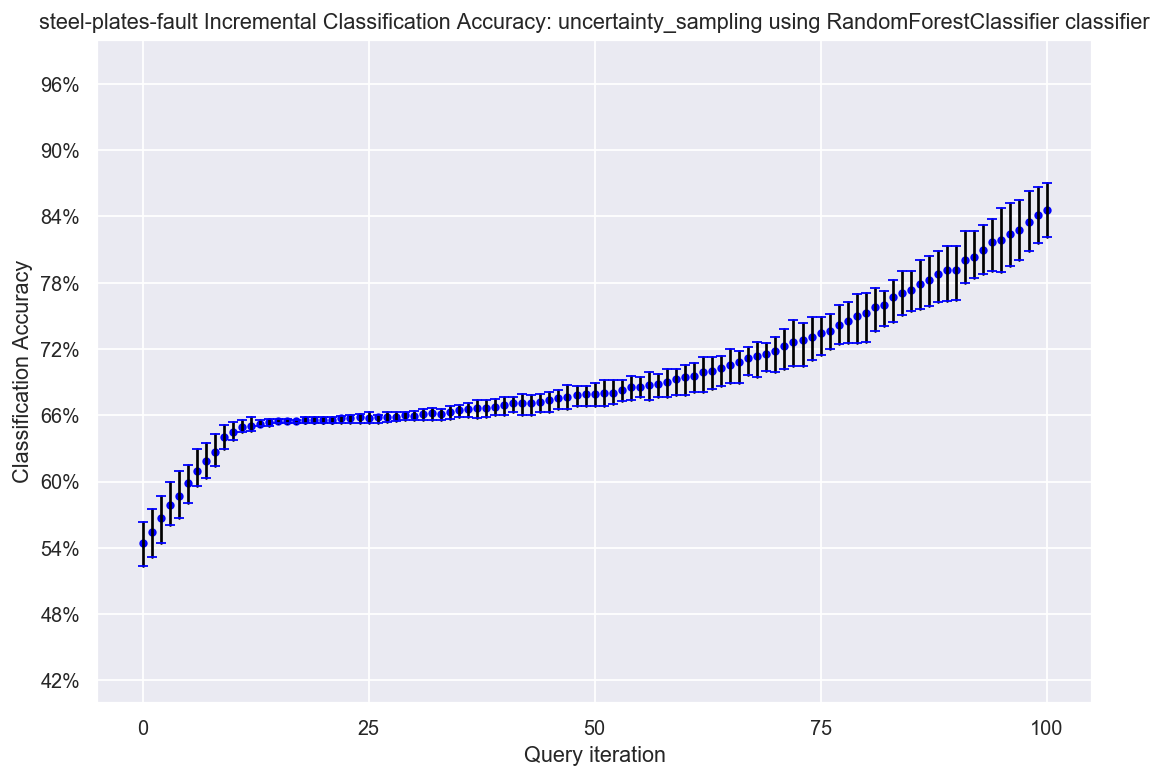 steel-plates-fault Incremental Classification Accuracy: uncertainty_sampling using RandomForestClassifier classifier
96%
90%
84%
78%
72%
66%
60%
54%
48%
42%
Classification Accuracy
0 25 50 75 100
Query iteration